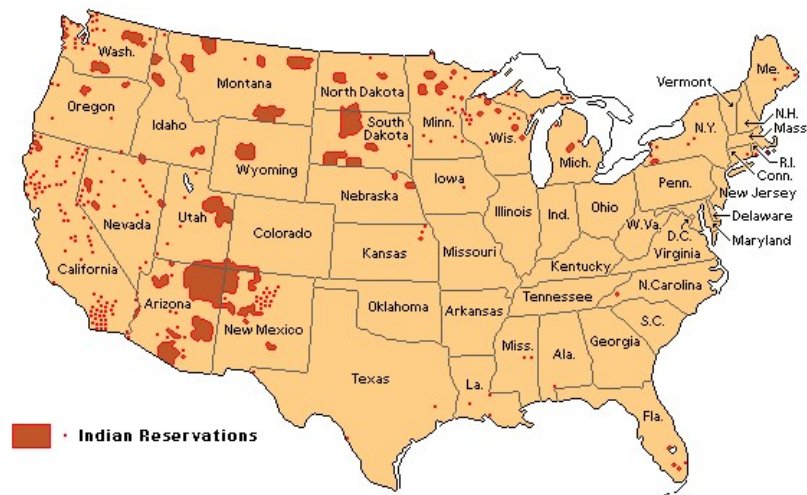 Wash.
Oregon
Idaho
Montana
Wyoming
North Dakota
South
Dakota
Minn.
Wis.
Mich.
Nebraska
Iowa
Illinois
Ind.
Ohio
Penn.
N.Y.
Vermont
Me.
N.H.
Mass
R.I.
Conn.
New Jersey
Delaware
Maryland
D.C.
W.Va.
Virginia
California
Nevada
Utah
Colorado
Kansas
Missouri
Kentucky
Arizona
New Mexico
Oklahoma
Arkansas
Tennessee
N.Carolina
S.C.
Texas
La.
Miss.
Ala.
Georgia
Fla.
Indian Reservations